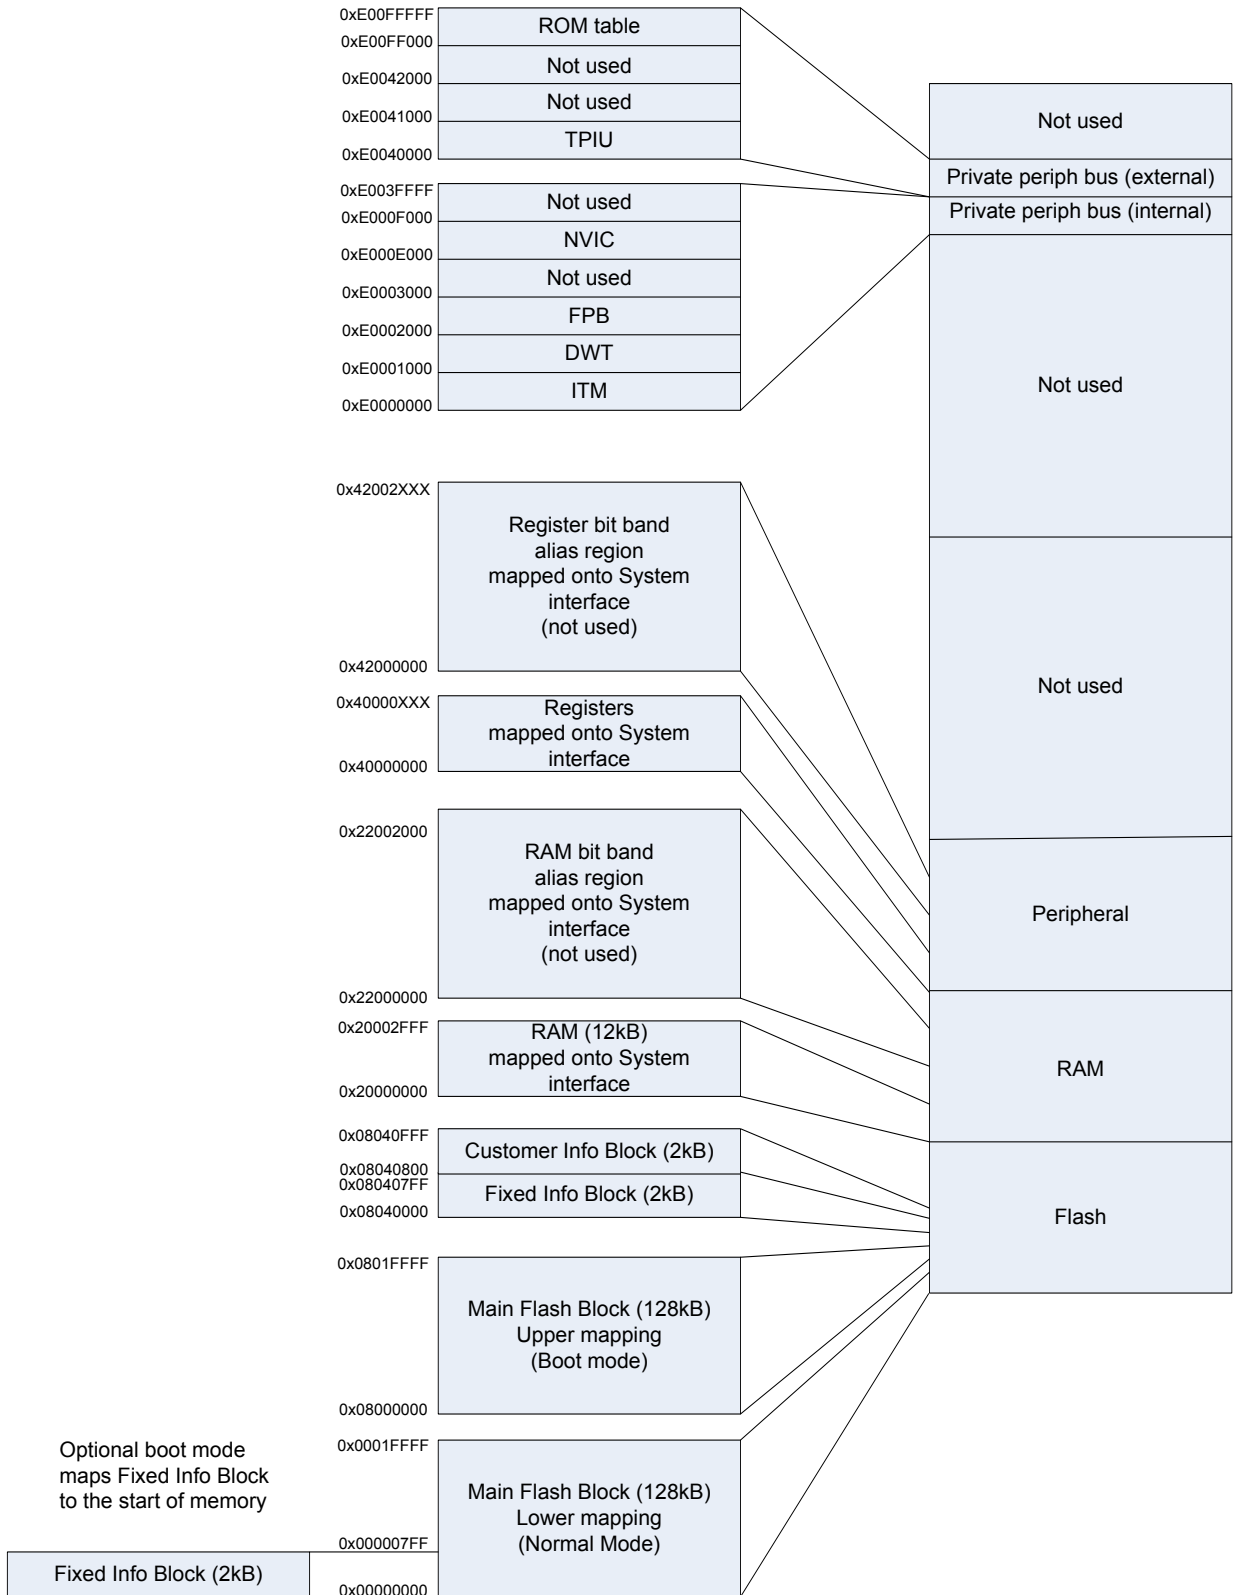 0xE00FFFFF
ROM table
0xE00FF000
Not used
0xE0042000
Not used
0xE0041000
TPIU
0xE0040000
0xE003FFFF
Not used
0xE000F000
NVIC
0xE000E000
Not used
0xE0003000
FPB
0xE0002000
DWT
0xE0001000
ITM
0xE0000000
0x42002XXX
Register bit band
alias region
mapped onto System
interface
(not used)
0x42000000
0x40000XXX
Registers
mapped onto System
interface
0x40000000
0x22002000
RAM bit band
alias region
mapped onto System
interface
(not used)
0x22000000
0x20002FFF
RAM (12kB)
mapped onto System
interface
0x20000000
0x08040FFF
Customer Info Block (2kB)
0x08040800
0x080407FF
Fixed Info Block (2kB)
0x08040000
0x0801FFFF
Main Flash Block (128kB)
Upper mapping
(Boot mode)
0x08000000
0x0001FFFF
Main Flash Block (128kB)
Lower mapping
(Normal Mode)
0x000007FF
0x00000000
Optional boot mode
maps Fixed Info Block
to the start of memory
Fixed Info Block (2kB)
Not used
Private periph bus (external)
Private periph bus (internal)
Not used
Not used
Peripheral
RAM
Flash